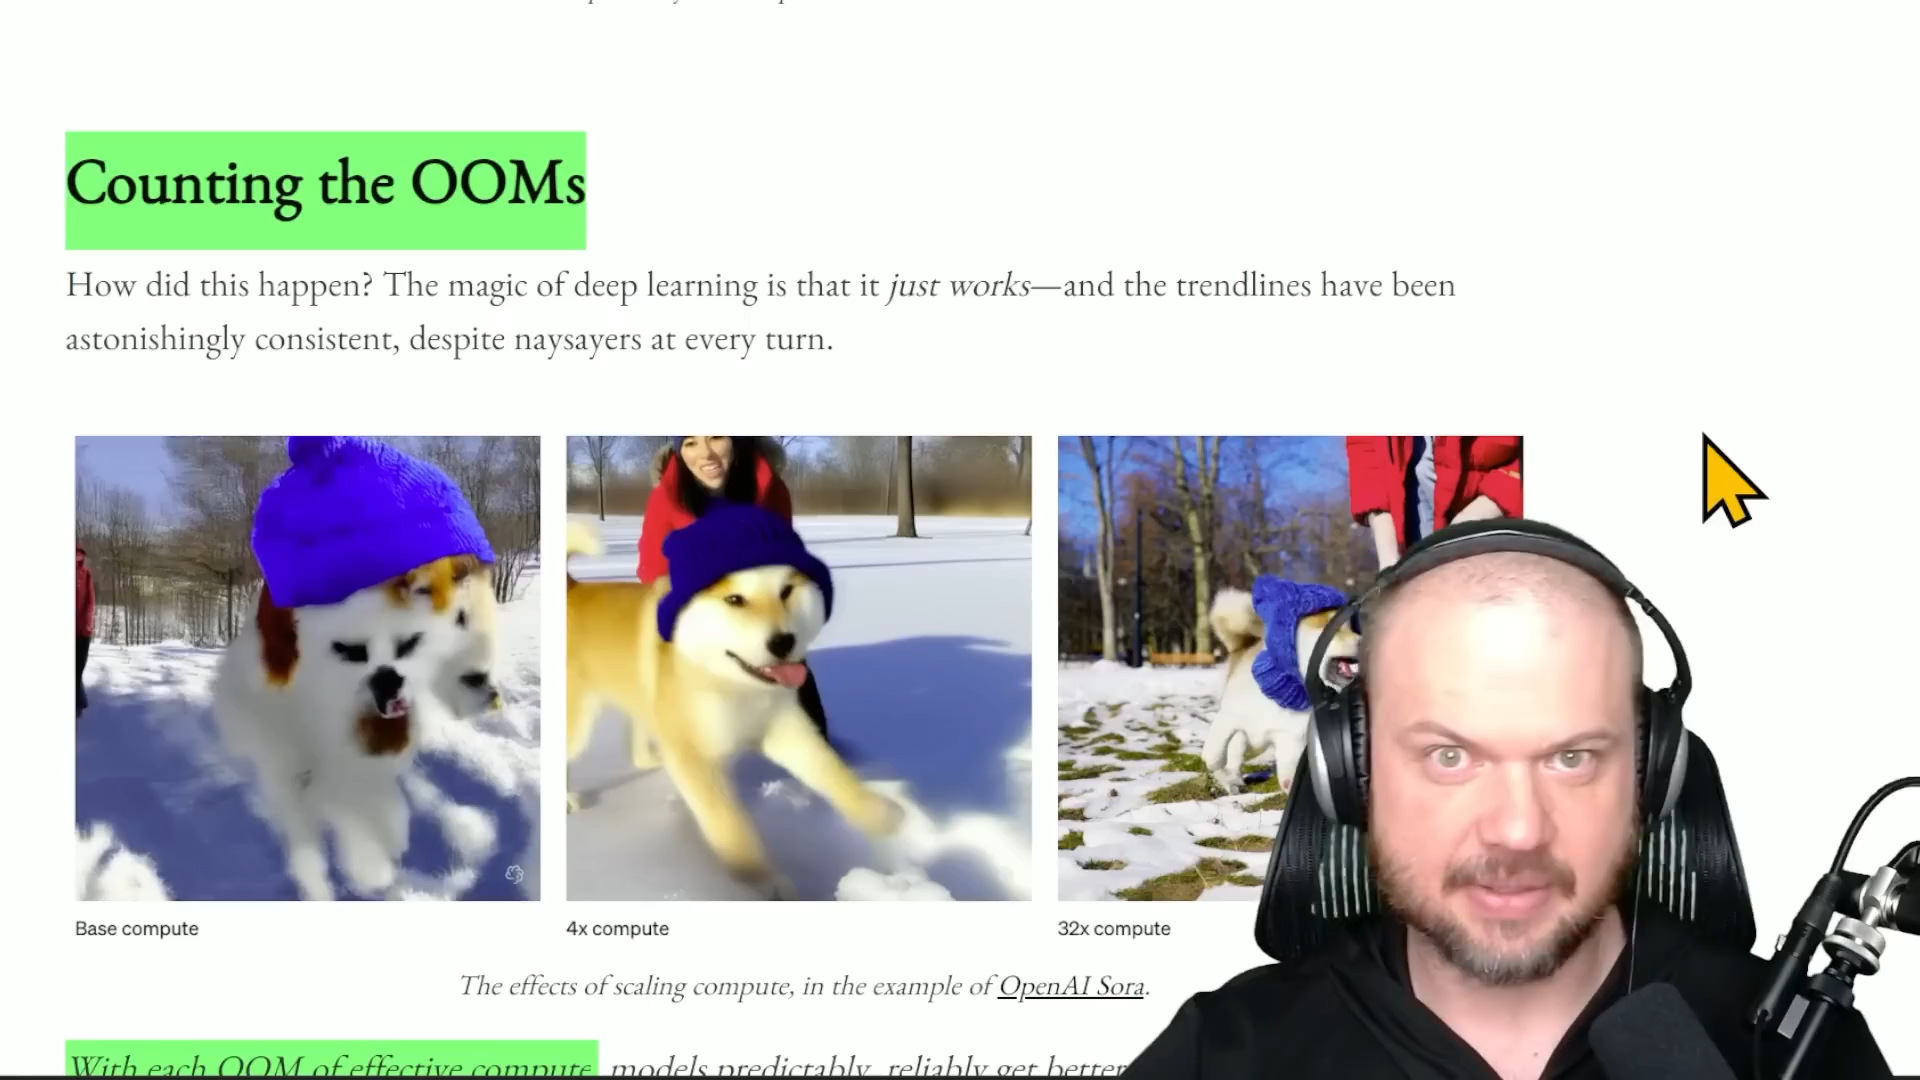 Counting the OOMs
How did this happen? The magic of deep learning is that it just works—and the trendlines have been
astonishingly consistent, despite naysayers at every turn.
Base compute
4x compute
32x compute
The effects of scaling compute, in the example of OpenAI Sora.
With each OOM of effective compute, models predictably, reliably get better